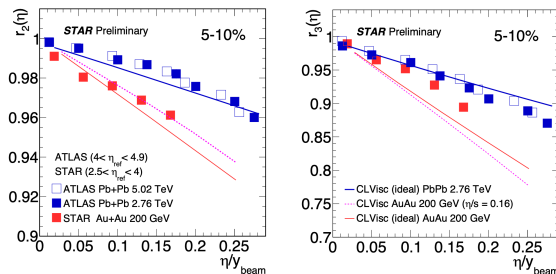 STAR Preliminary
5-10%
r2(η)
1
0.98
0.96
0.94
0.92
0.9
ATLAS (4< ηref< 4.9)
STAR (2.5< ηref< 4)
ATLAS Pb+Pb 5.02 TeV
ATLAS Pb+Pb 2.76 TeV
STAR Au+Au 200 GeV
0 0.05 0.1 0.15 0.2 0.25
η/ybeam
STAR Preliminary
5-10%
r3(η)
1
0.95
0.9
0.85
0.8
0.75
0.7
CLVisc (ideal) PbPb 2.76 TeV
CLVisc AuAu 200 GeV (η/s = 0.16)
CLVisc (ideal) AuAu 200 GeV
0 0.05 0.1 0.15 0.2 0.25
η/ybeam